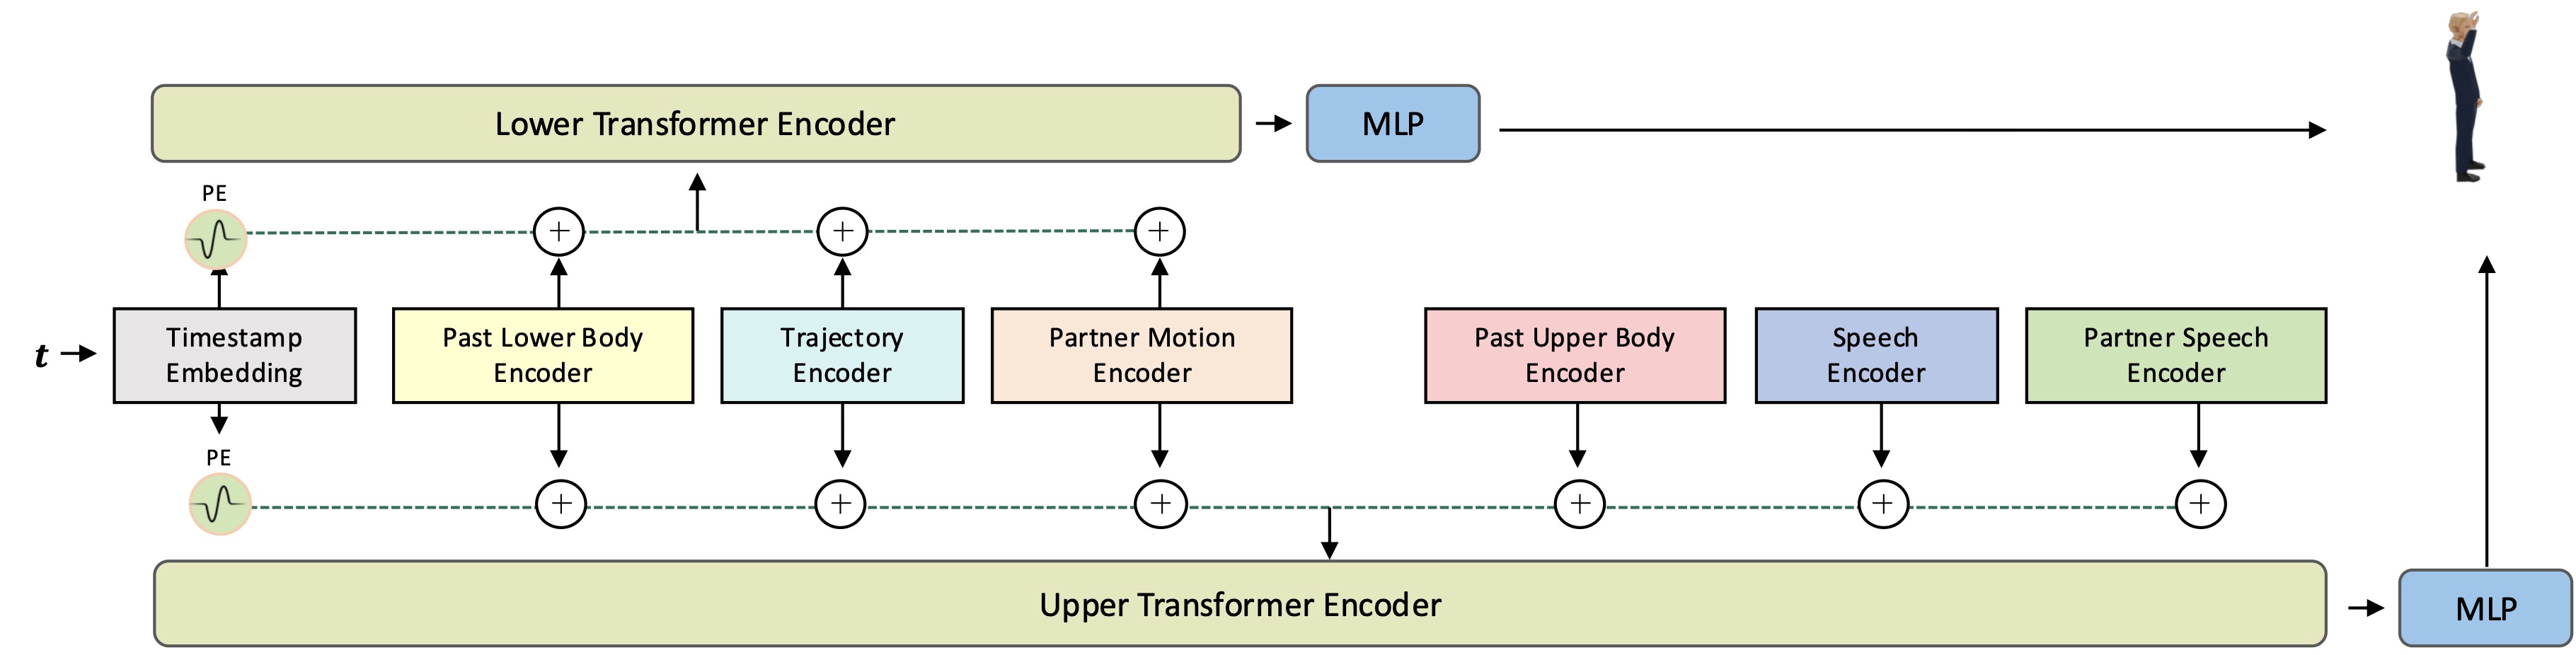 Lower Transformer Encoder
MLP
PE
+
+
+
t
Timestamp
Embedding
Past Lower Body
Encoder
Trajectory
Encoder
Partner Motion
Encoder
Past Upper Body
Encoder
Speech
Encoder
Partner Speech
Encoder
PE
+
+
+
+
+
+
Upper Transformer Encoder
MLP